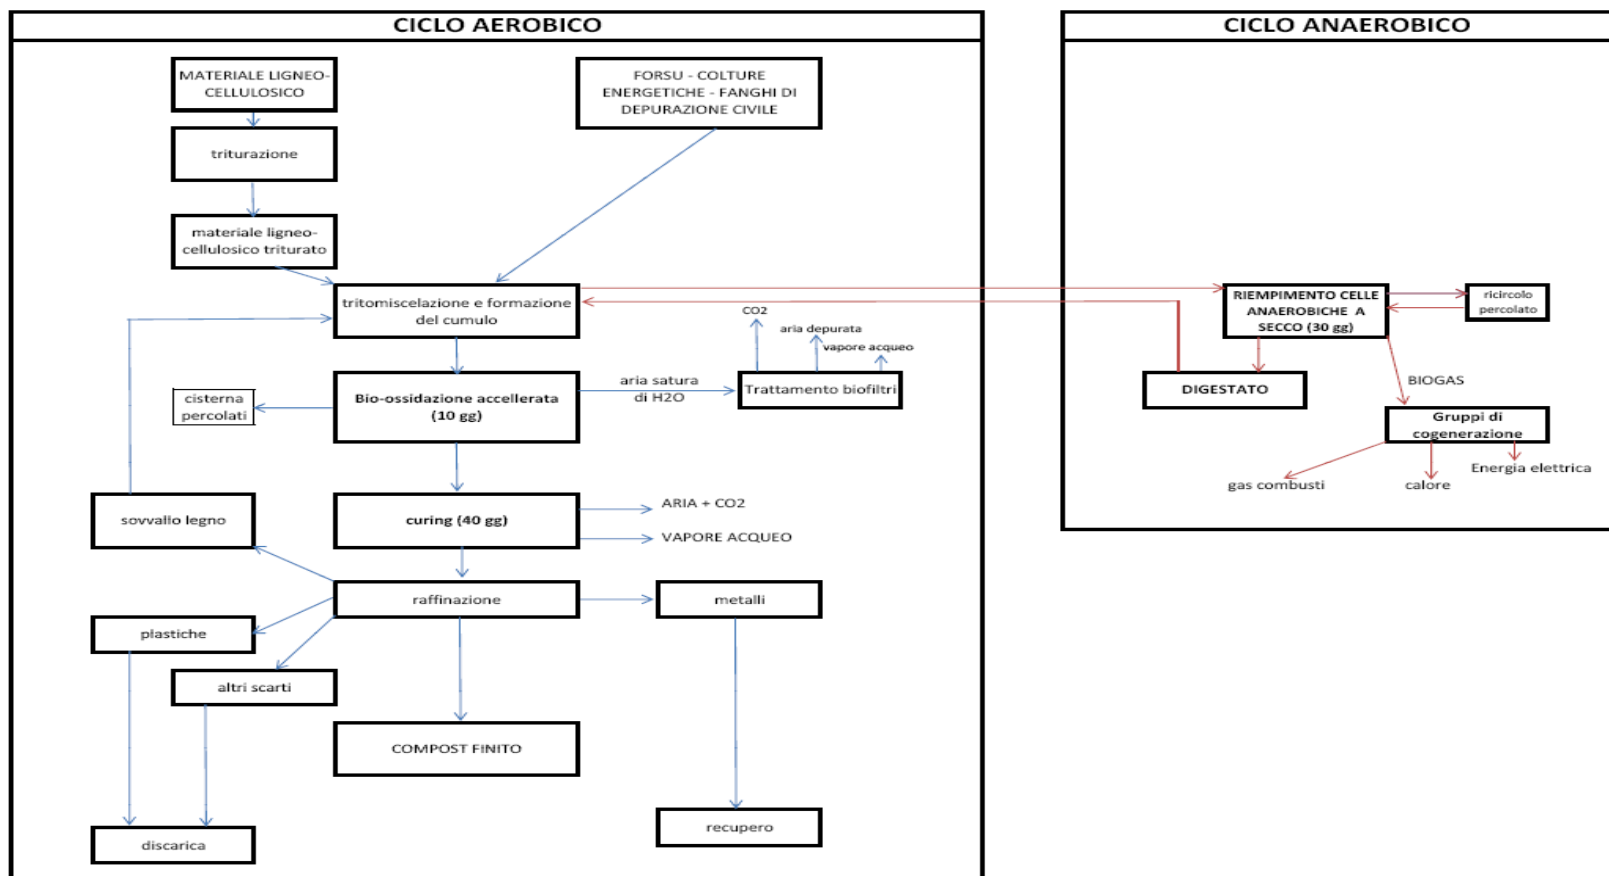 CICLO AEROBICO
MATERIALE LIGNEO-
CELLULOSICO
FORSU - COLTURE
ENERGETICHE - FANGHI DI
DEPURAZIONE CIVILE
triturazione
materiale ligneo-
cellulosico triturato
tritomiscelazione e formazione
del cumulo
CO2
aria depurata
vapore acqueo
cisterna
percolati
Bio-ossidazione accellerata
(10 gg)
aria satura
di H2O
Trattamento biofiltri
sovvallo legno
curing (40 gg)
ARIA + CO2
VAPORE ACQUEO
raffinazione
metalli
plastiche
altri scarti
COMPOST FINITO
discarica
recupero
CICLO ANAEROBICO
RIEMPIMENTO CELLE
ANAEROBICHE A
SECCO (30 gg)
ricircolo
percolato
DIGESTATO
BIOGAS
Gruppi di
cogenerazione
gas combusti
calore
Energia elettrica